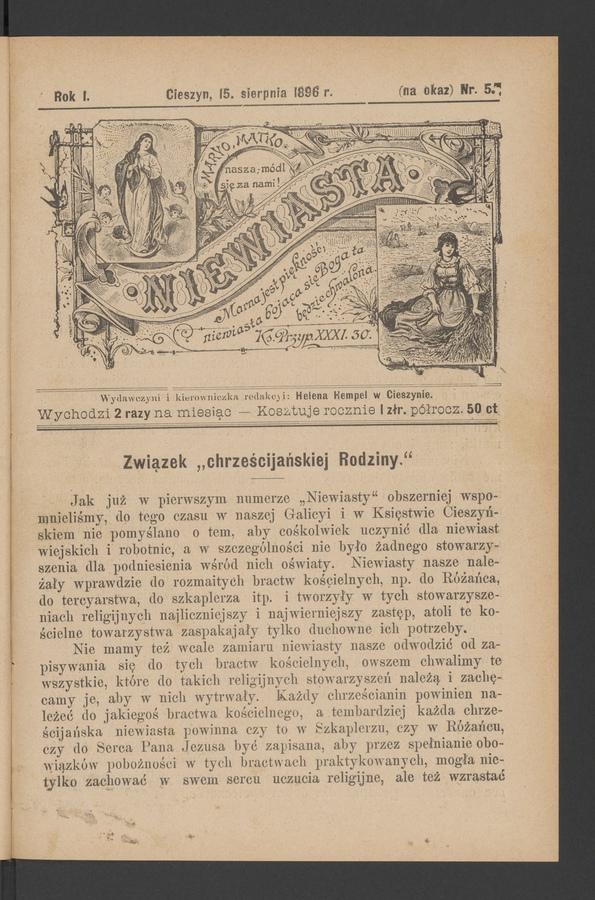 Rok I.
Cieszyn, 15. sierpnia 1896 r.
(na okaz) Nr. 5.
MARYO, MATKO
nasza, módl
się za nami!
NIEWIASTA
Marna jest piękność;
niewiasta bojąca się Boga ta
będzie chwalona.
Ks. Przyp. XXXI. 30.
Wydawczyni i kierowniczka redakcyi: Helena Hempel w Cieszynie.
Wychodzi 2 razy na miesiąc — Kosztuje rocznie 1 złr. półrocz. 50 ct
Związek „chrześcijańskiej Rodziny.“
Jak już w pierwszym numerze „Niewiasty“ obszerniej wspo-
mnieliśmy, do tego czasu w naszej Galicyi i w Księstwie Cieszyń-
skiem nie pomyślano o tem, aby cośkolwiek uczynić dla niewiast
wiejskich i robotnic, a w szczególności nie było żadnego stowarzy-
szenia dla podniesienia wśród nich oświaty. Niewiasty nasze nale-
żały wprawdzie do rozmaitych bractw kościelnych, np. do Różańca,
do tercyarstwa, do szkaplerza itp. i tworzyły w tych stowarzysze-
niach religijnych najliczniejszy i najwierniejszy zastęp, atoli te ko-
ścielne towarzystwa zaspakajały tylko duchowne ich potrzeby.
Nie mamy też wcale zamiaru niewiasty nasze odwodzić od za-
pisywania się do tych bractw kościelnych, owszem chwalimy te
wszystkie, które do takich religijnych stowarzyszeń należą i zachę-
camy je, aby w nich wytrwały. Każdy chrześcianin powinien na-
leżeć do jakiegoś bractwa kościelnego, a tembardziej każda chrze-
ścijańska niewiasta powinna czy to w Szkaplerzu, czy w Różańcu,
czy do Serca Pana Jezusa być zapisana, aby przez spełnianie obo-
wiązków pobożności w tych bractwach praktykowanych, mogła nie-
tylko zachować w swem sercu uczucia religijne, ale też wzrastać